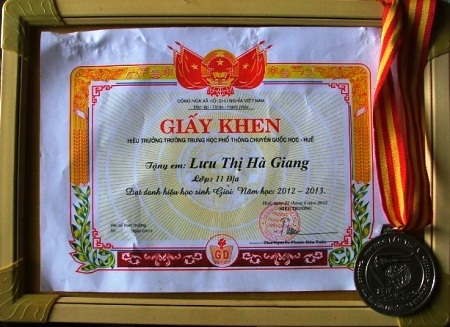 CỘNG HÒA XÃ HỘI CHỦ NGHĨA VIỆT NAM
Độc lập - Tự do - Hạnh phúc
GIẤY KHEN
HIỆU TRƯỞNG TRƯỜNG TRUNG HỌC PHỔ THÔNG CHUYÊN QUỐC HỌC - HUẾ
Tặng em: Lưu Thị Hà Giang
Lớp: 11 Địa
Đạt danh hiệu học sinh Giỏi Năm học: 2012 – 2013.
HIỆU TRƯỞNG
GD